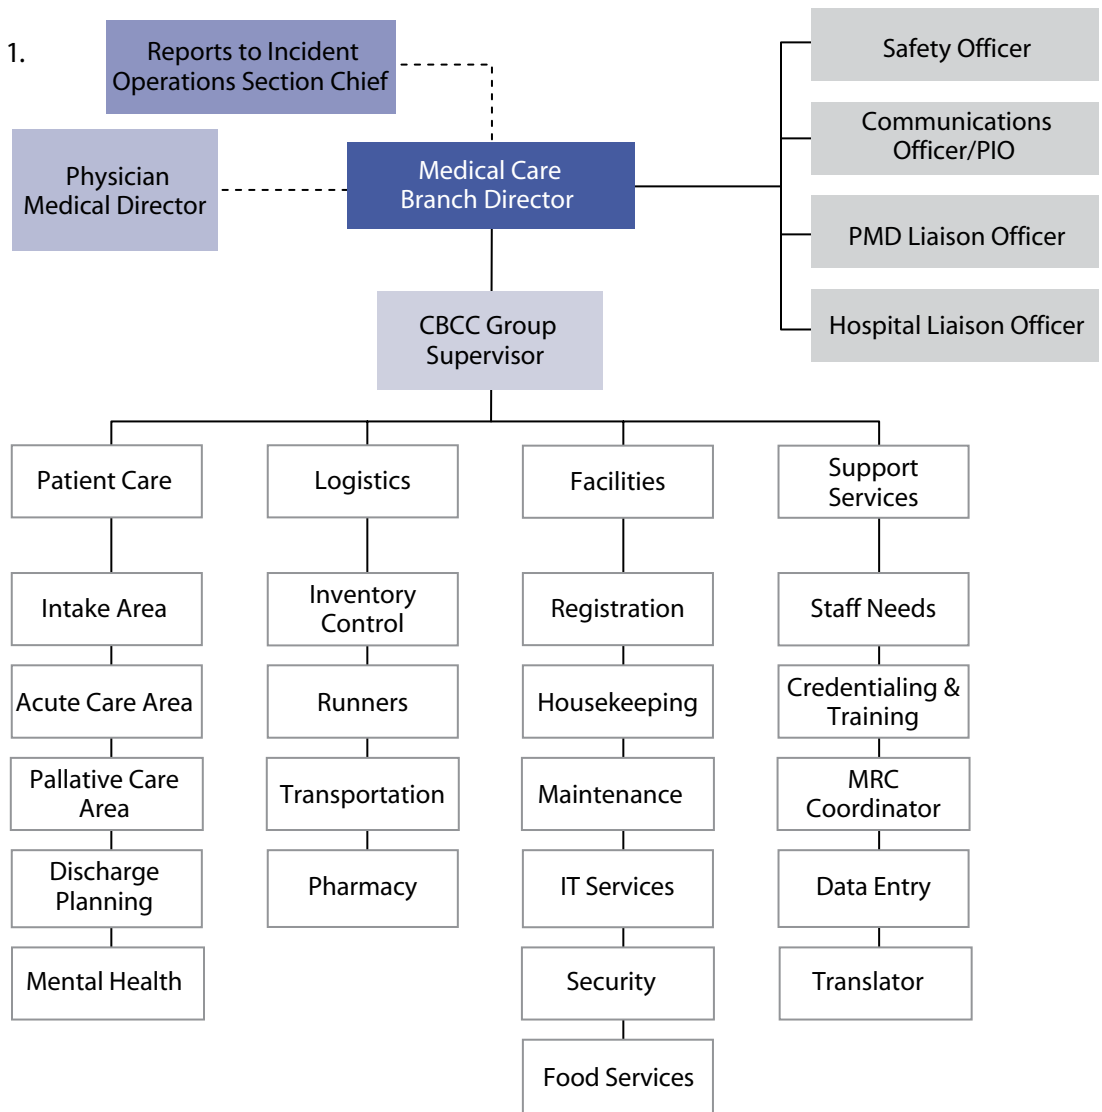 1.
Reports to Incident
Operations Section Chief
Safety Officer
Communications
Officer/PIO
Physician
Medical Director
Medical Care
Branch Director
PMD Liaison Officer
Hospital Liaison Officer
CBCC Group
Supervisor
Patient Care
Logistics
Facilities
Support
Services
Intake Area
Inventory
Control
Registration
Staff Needs
Acute Care Area
Runners
Housekeeping
Credentialing &
Training
Pallative Care
Area
Transportation
Maintenance
MRC
Coordinator
Discharge
Planning
Pharmacy
IT Services
Data Entry
Mental Health
Security
Translator
Food Services